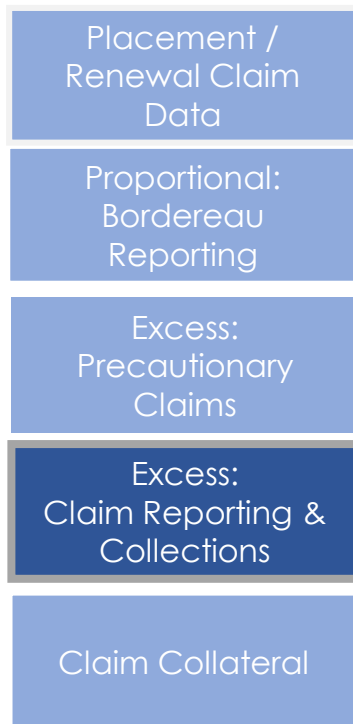 Placement /
Renewal Claim
Data
Proportional:
Bordereau
Reporting
Excess:
Precautionary
Claims
Excess:
Claim Reporting &
Collections
Claim Collateral